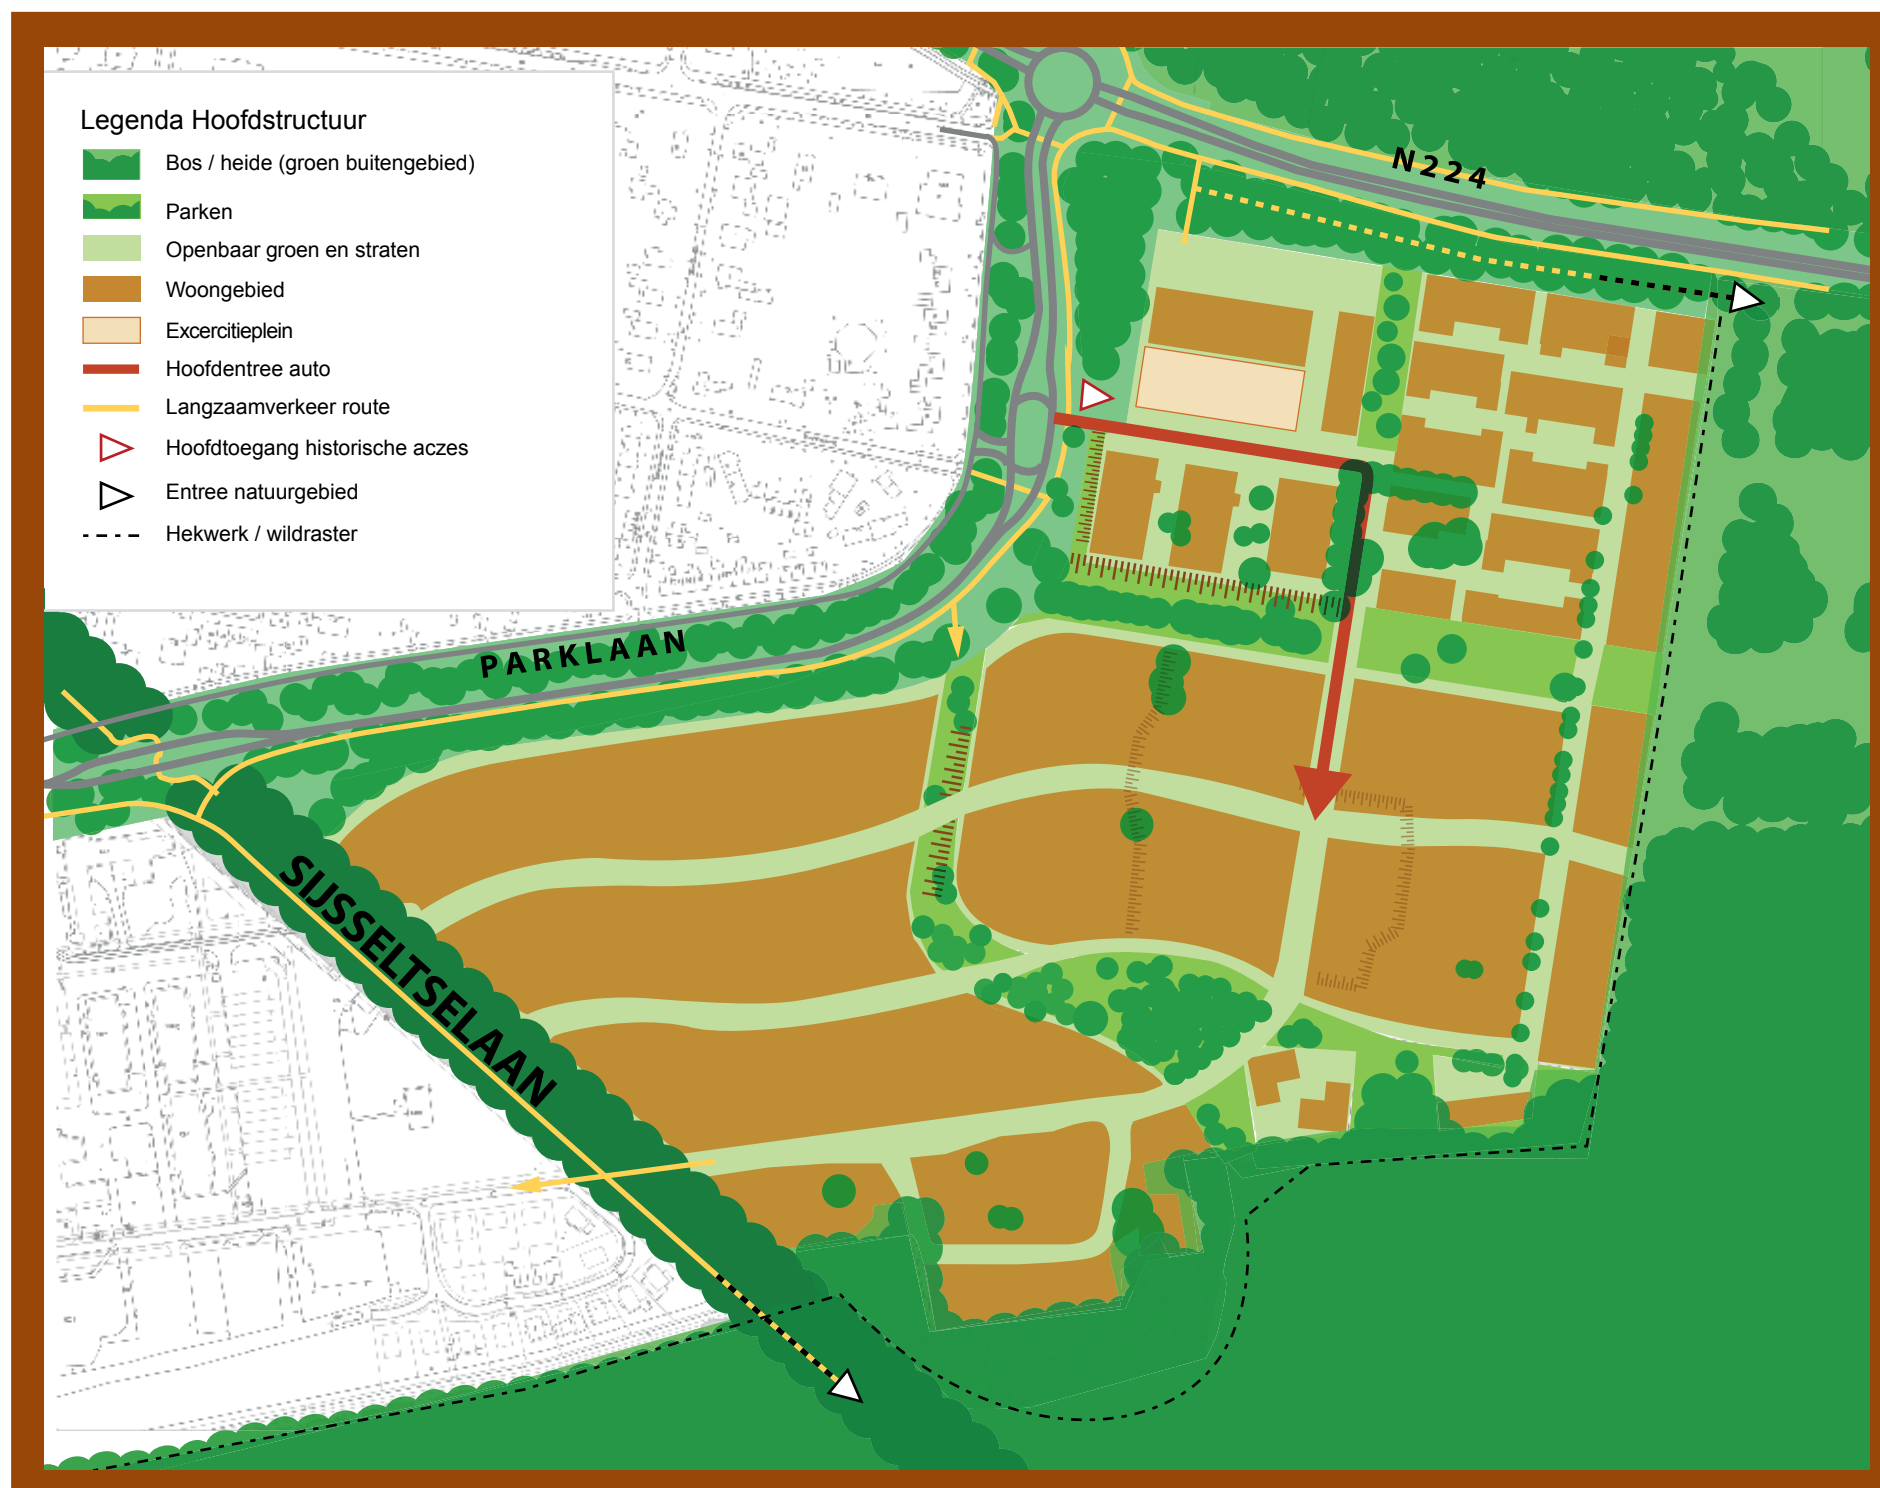 Legenda Hoofdstructuur
Bos / heide (groen buitengebied)
Parken
Openbaar groen en straten
Woongebied
Excercitieplein
Hoofdentree auto
Langzaamverkeer route
Hoofdtoegang historische aczes
Entree natuurgebied
Hekwerk / wildraster
N224
PARKLAAN
SIJSSELTSELAAN